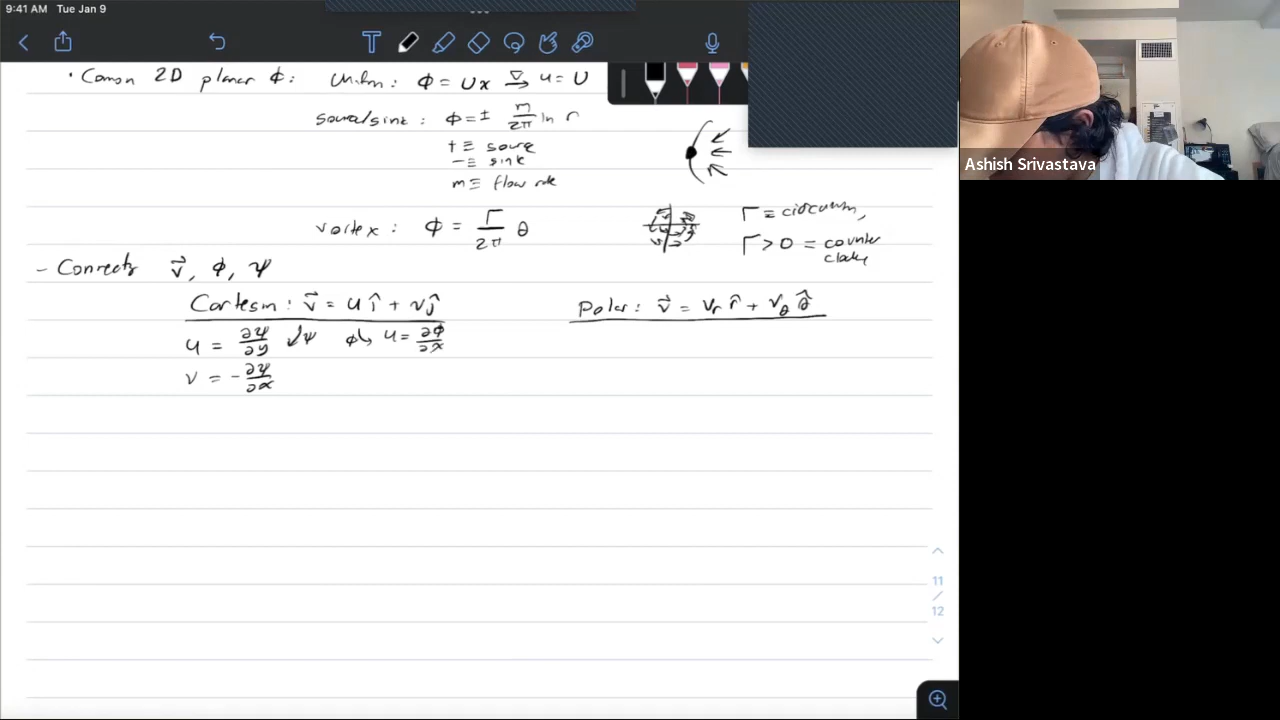 9:41 AM Tue Jan 9
Ashish Srivastava
• Comon 2D planar ϕ: Uniform: ϕ = Ux ∇→ u = U
source/sink: ϕ = ± m/2π ln r
+ ≡ source
− ≡ sink
m ≡ flow rate
vortex: ϕ = Γ/2π θ
Γ ≡ circulation,
Γ > 0 = counter
clock
- Connects v⃗, ϕ, ψ
Cartesian: v⃗ = u î + v ĵ
Polar: v⃗ = vᵣ r̂ + v_θ θ̂
u = ∂ψ/∂y ↙ψ ϕ↳ u = ∂ϕ/∂x
v = -∂ψ/∂x
11
/
12